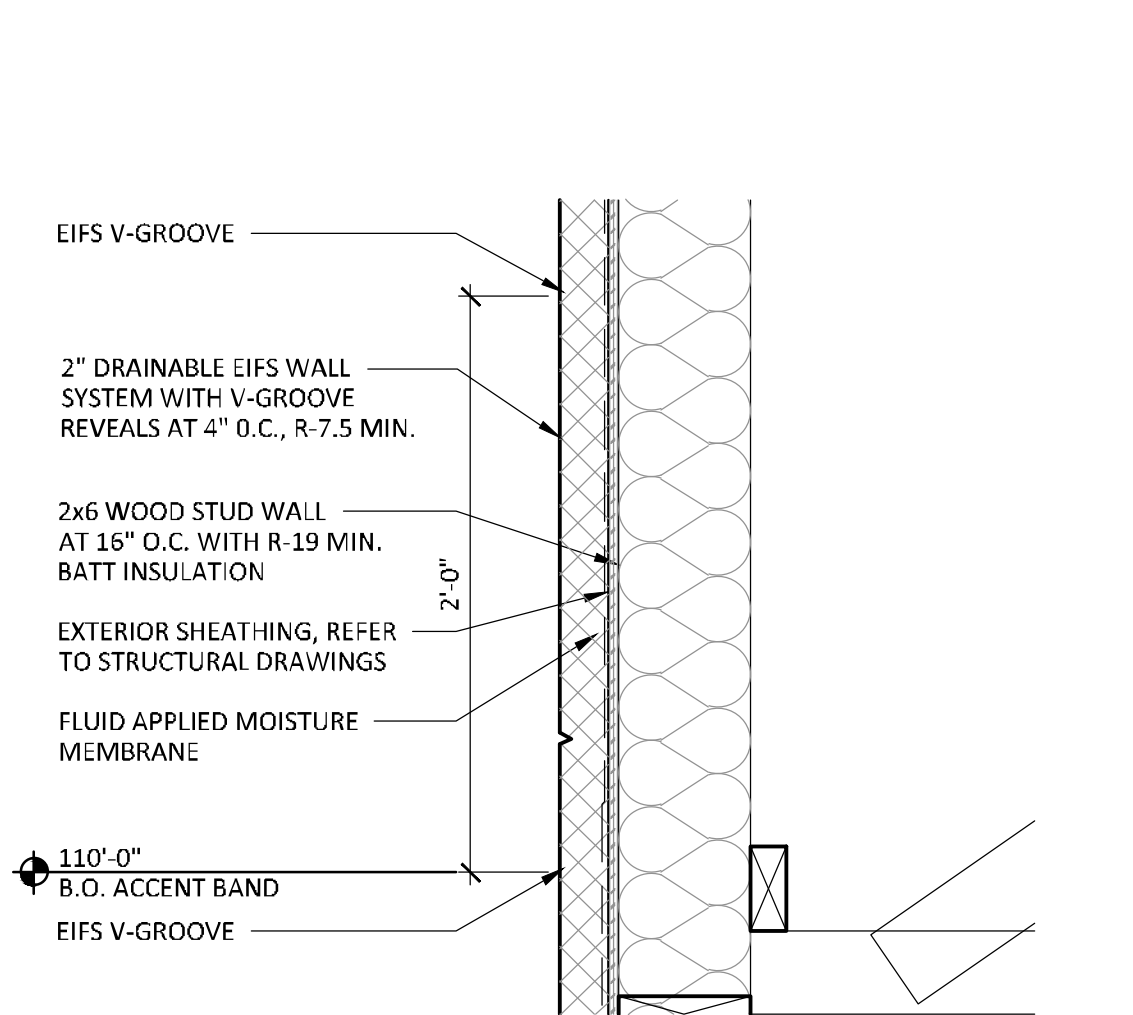 EIFS V-GROOVE
2" DRAINABLE EIFS WALL
SYSTEM WITH V-GROOVE
REVEALS AT 4" O.C., R-7.5 MIN.
2x6 WOOD STUD WALL
AT 16" O.C. WITH R-19 MIN.
BATT INSULATION
2'-0"
EXTERIOR SHEATHING, REFER
TO STRUCTURAL DRAWINGS
FLUID APPLIED MOISTURE
MEMBRANE
110'-0"
B.O. ACCENT BAND
EIFS V-GROOVE